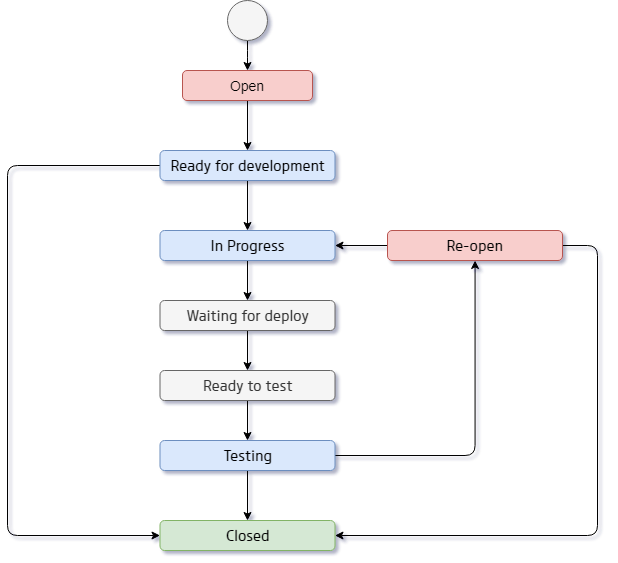 Open
Ready for development
In Progress
Re-open
Waiting for deploy
Ready to test
Testing
Closed